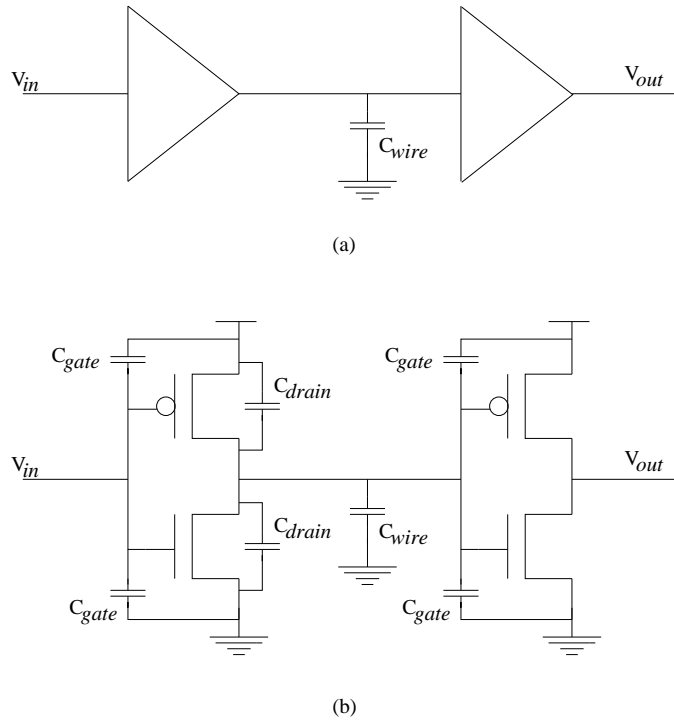 V_in
V_out
C_wire
(a)
C_gate
C_gate
C_drain
V_in
V_out
C_drain
C_wire
C_gate
C_gate
(b)